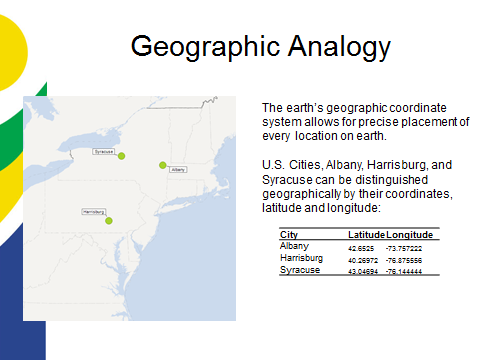 Geographic Analogy
Syracuse
Albany
Harrisburg
The earth's geographic coordinate
system allows for precise placement of
every location on earth.
U.S. Cities, Albany, Harrisburg, and
Syracuse can be distinguished
geographically by their coordinates,
latitude and longitude:
City Latitude Longitude
Albany 42.6525 -73.757222
Harrisburg 40.26972 -76.875556
Syracuse 43.04694 -76.144444